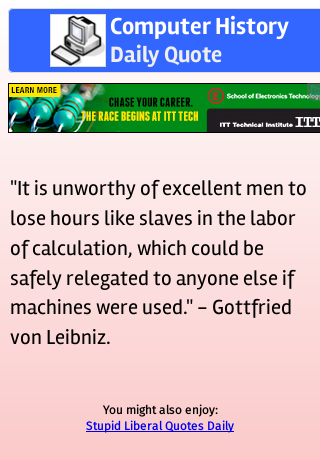 Computer History
Daily Quote
LEARN MORE
CHASE YOUR CAREER.
THE RACE BEGINS AT ITT TECH
School of Electronics Technology
ITT Technical Institute ITT
"It is unworthy of excellent men to
lose hours like slaves in the labor
of calculation, which could be
safely relegated to anyone else if
machines were used." - Gottfried
von Leibniz.
You might also enjoy:
Stupid Liberal Quotes Daily